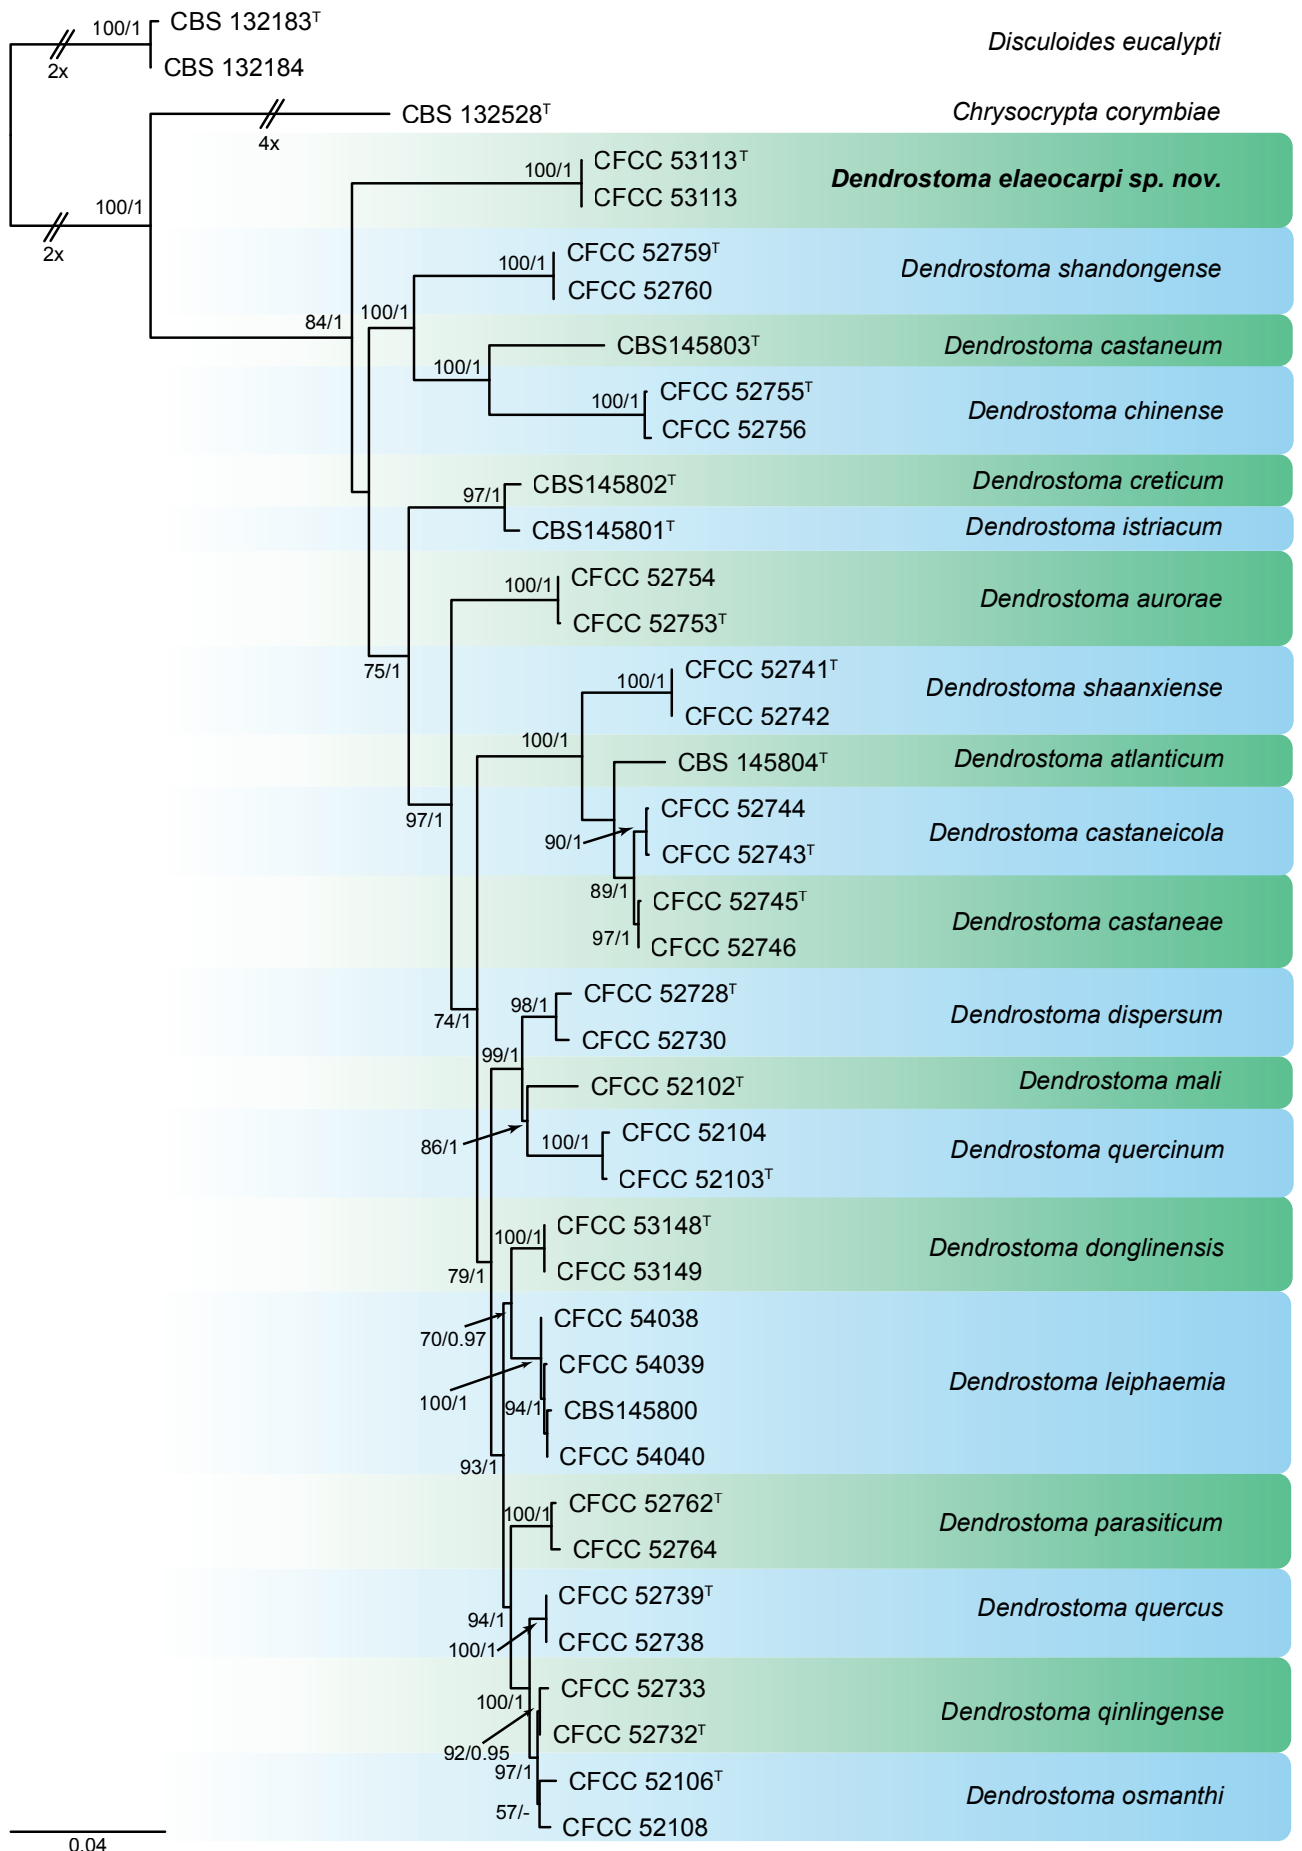 100/1 CBS 132183ᵀ
Disculoides eucalypti
2x CBS 132184
CBS 132528ᵀ Chrysocrypta corymbiae
4x
100/1 CFCC 53113ᵀ
Dendrostoma elaeocarpi sp. nov.
CFCC 53113
100/1
2x
100/1 CFCC 52759ᵀ
Dendrostoma shandongense
CFCC 52760
100/1
84/1
CBS145803ᵀ Dendrostoma castaneum
100/1
100/1 CFCC 52755ᵀ
Dendrostoma chinense
CFCC 52756
CBS145802ᵀ Dendrostoma creticum
97/1
CBS145801ᵀ Dendrostoma istriacum
100/1 CFCC 52754
Dendrostoma aurorae
CFCC 52753ᵀ
75/1
100/1 CFCC 52741ᵀ
Dendrostoma shaanxiense
CFCC 52742
100/1
CBS 145804ᵀ Dendrostoma atlanticum
CFCC 52744
97/1
Dendrostoma castaneicola
90/1
CFCC 52743ᵀ
89/1
CFCC 52745ᵀ
Dendrostoma castaneae
97/1
CFCC 52746
98/1 CFCC 52728ᵀ
Dendrostoma dispersum
74/1
CFCC 52730
99/1
CFCC 52102ᵀ Dendrostoma mali
CFCC 52104
86/1 100/1
Dendrostoma quercinum
CFCC 52103ᵀ
100/1 CFCC 53148ᵀ
Dendrostoma donglinensis
79/1 CFCC 53149
CFCC 54038
70/0.97
CFCC 54039
Dendrostoma leiphaemia
100/1
94/1 CBS145800
CFCC 54040
93/1
100/1 CFCC 52762ᵀ
Dendrostoma parasiticum
CFCC 52764
CFCC 52739ᵀ
Dendrostoma quercus
94/1
CFCC 52738
100/1
CFCC 52733
100/1
Dendrostoma qinlingense
CFCC 52732ᵀ
92/0.95
97/1
CFCC 52106ᵀ
Dendrostoma osmanthi
57/-
CFCC 52108
0.04